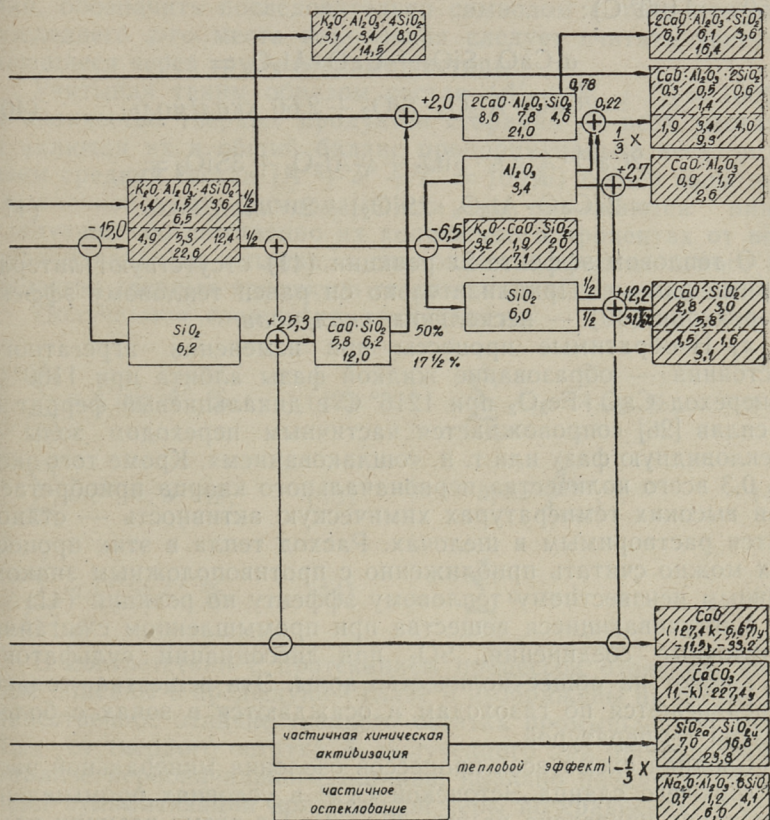 K₂O·Al₂O₃·4SiO₂
3,1 3,4 8,0
14,5
2CaO·Al₂O₃·SiO₂
6,7 6,1 3,6
16,4
0,78
CaO·Al₂O₃·2SiO₂
0,3 0,5 0,6
1,4
1,9 3,4 4,0
9,3
+2,0
2CaO·Al₂O₃·SiO₂
8,6 7,8 4,6
21,0
0,22
1/3 X
Al₂O₃
3,4
+2,7
CaO·Al₂O₃
0,9 1,7
2,6
K₂O·Al₂O₃·4SiO₂
1,4 1,5 3,6
6,5
4,9 5,3 12,4
22,6
1/2
1/2
-15,0
-6,5
K₂O·CaO·SiO₂
3,2 1,9 2,0
7,1
SiO₂
6,0
1/2
1/2
+12,2
CaO·SiO₂
2,8 3,0
5,8
1,5 1,6
3,1
SiO₂
6,2
+25,3
CaO·SiO₂
5,8 6,2
12,0
50%
17 1/2 %
CaO
-33,2
CaCO₃
(1-k)·227,4y
частичная химическая
активизация
SiO₂ₐ SiO₂ᵤ
7,0 16,8
23,8
тепловой эффект -1/3 X
частичное
остеклование
Na₂O·Al₂O₃·6SiO₂
0,7 1,2 4,1
6,0